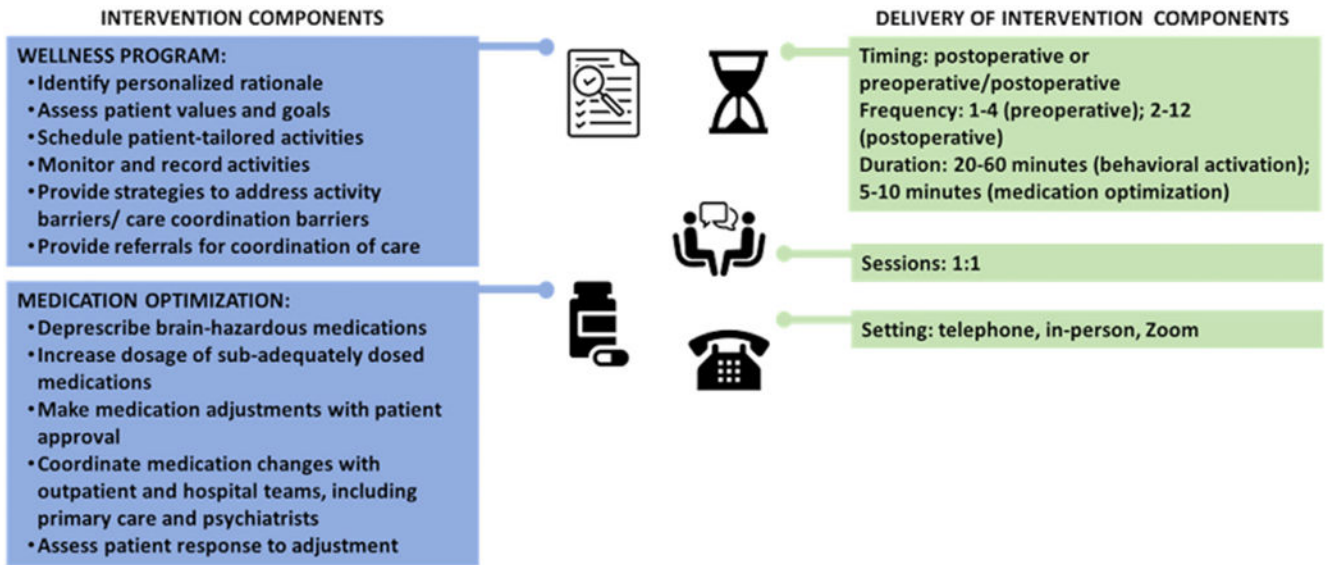 INTERVENTION COMPONENTS
WELLNESS PROGRAM:
•Identify personalized rationale
•Assess patient values and goals
•Schedule patient-tailored activities
•Monitor and record activities
•Provide strategies to address activity
barriers/ care coordination barriers
•Provide referrals for coordination of care
MEDICATION OPTIMIZATION:
•Deprescribe brain-hazardous medications
•Increase dosage of sub-adequately dosed
medications
•Make medication adjustments with patient
approval
•Coordinate medication changes with
outpatient and hospital teams, including
primary care and psychiatrists
•Assess patient response to adjustment
DELIVERY OF INTERVENTION COMPONENTS
Timing: postoperative or
preoperative/postoperative
Frequency: 1-4 (preoperative); 2-12
(postoperative)
Duration: 20-60 minutes (behavioral activation);
5-10 minutes (medication optimization)
Sessions: 1:1
Setting: telephone, in-person, Zoom